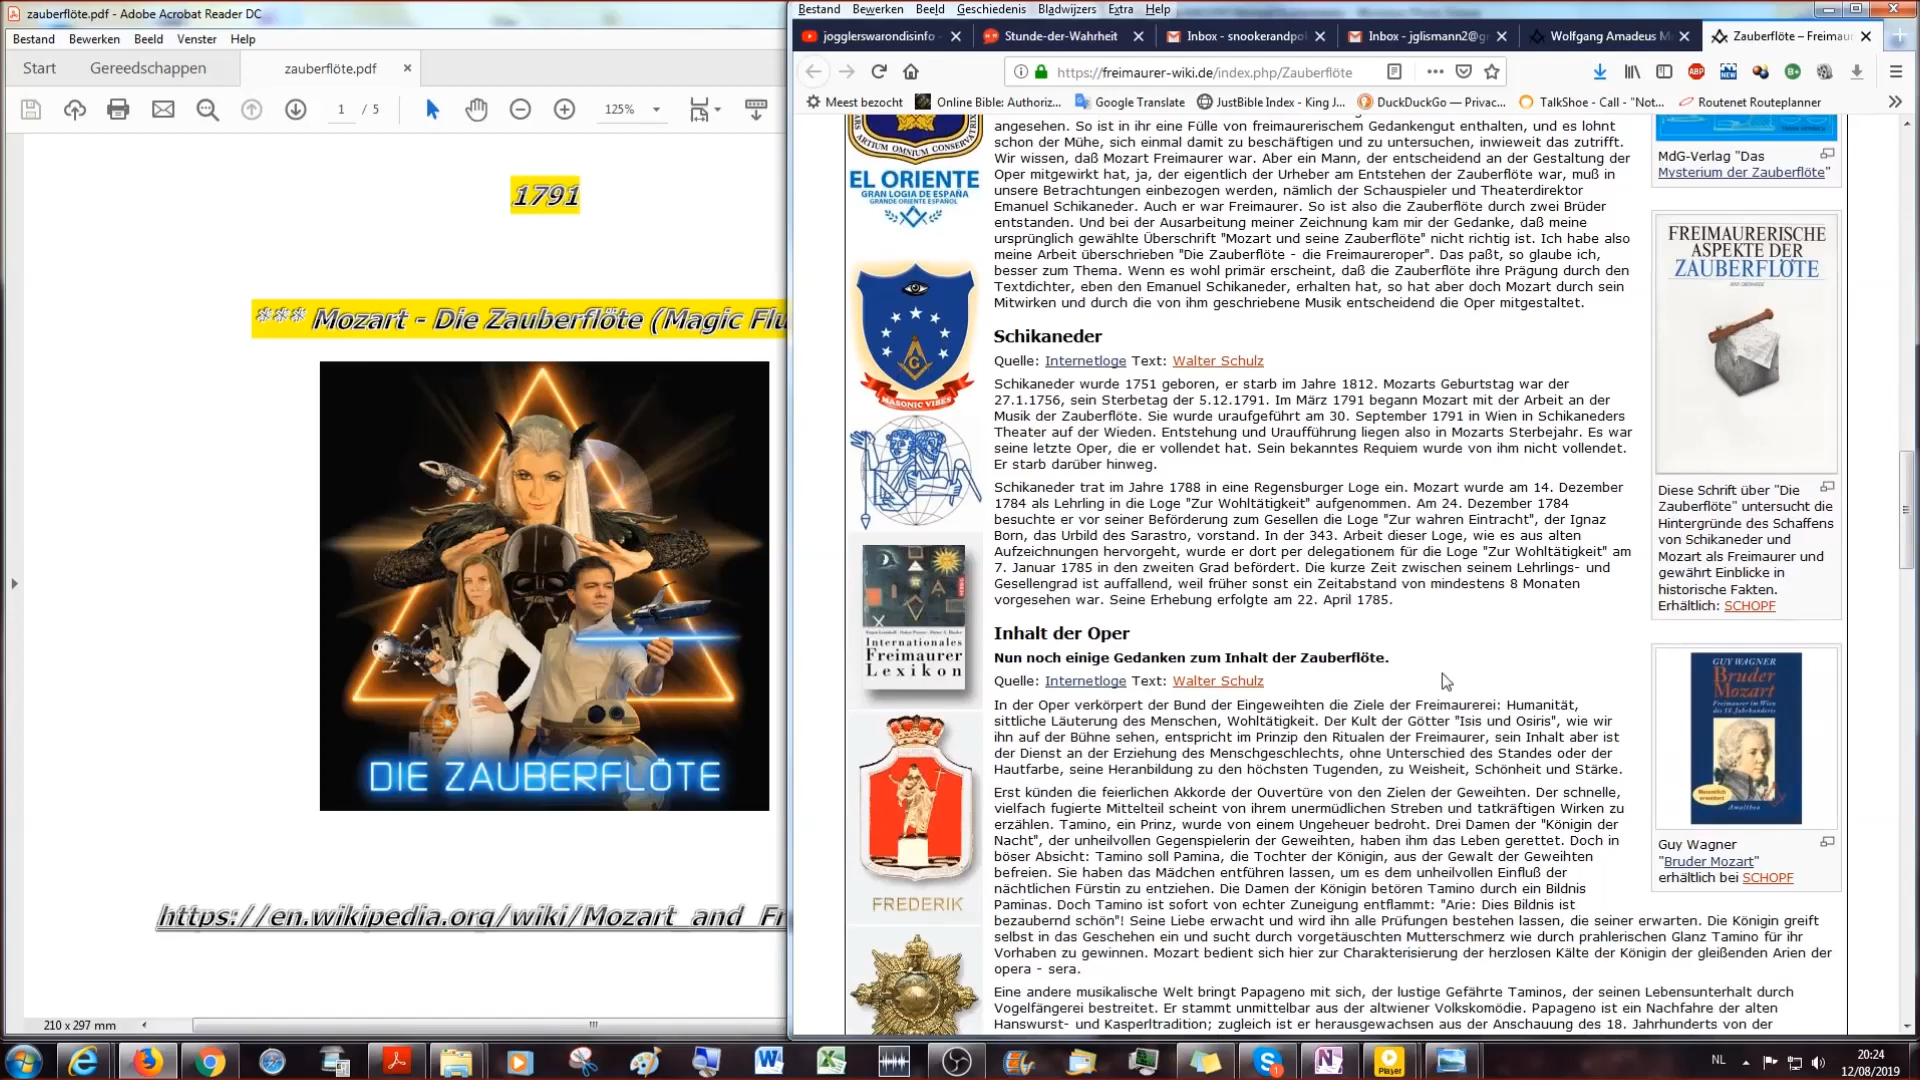 zauberflöte.pdf - Adobe Acrobat Reader DC
Bestand Bewerken Beeld Venster Help
Start Gereedschappen zauberflöte.pdf
1 / 5 125%
1791
*** Mozart - Die Zauberflöte (Magic Flu
DIE ZAUBERFLÖTE
https://en.wikipedia.org/wiki/Mozart_and_Fr
210 x 297 mm
Bestand Bewerken Beeld Geschiedenis Bladwijzers Extra Help
jogglerswarondisinfo - Stunde-der-Wahrheit Inbox - snookerandpo Inbox - jglismann2@g Wolfgang Amadeus M Zauberflöte – Freimau
https://freimaurer-wiki.de/index.php/Zauberflöte
Meest bezocht Online Bible: Authoriz... Google Translate JustBible Index - King J... DuckDuckGo — Privac... TalkShoe - Call - "Not... Routenet Routeplanner
ARTIUM OMNIUM
EL ORIENTE
GRAN LOGIA DE ESPAÑA
GRANDE ORIENTE ESPAÑOL
G
MASONIC VIBES
Internationales
Freimaurer
Lexikon
FREDERIK
angesehen. So ist in ihr eine Fülle von freimaurerischem Gedankengut enthalten, und es lohnt
schon der Mühe, sich einmal damit zu beschäftigen und zu untersuchen, inwieweit das zutrifft.
Wir wissen, daß Mozart Freimaurer war. Aber ein Mann, der entscheidend an der Gestaltung der
Oper mitgewirkt hat, ja, der eigentlich der Urheber am Entstehen der Zauberflöte war, muß in
unsere Betrachtungen einbezogen werden, nämlich der Schauspieler und Theaterdirektor
Emanuel Schikaneder. Auch er war Freimaurer. So ist also die Zauberflöte durch zwei Brüder
entstanden. Und bei der Ausarbeitung meiner Zeichnung kam mir der Gedanke, daß meine
ursprünglich gewählte Überschrift "Mozart und seine Zauberflöte" nicht richtig ist. Ich habe also
meine Arbeit überschrieben "Die Zauberflöte - die Freimaureroper". Das paßt, so glaube ich,
besser zum Thema. Wenn es wohl primär erscheint, daß die Zauberflöte ihre Prägung durch den
Textdichter, eben den Emanuel Schikaneder, erhalten hat, so hat aber doch Mozart durch sein
Mitwirken und durch die von ihm geschriebene Musik entscheidend die Oper mitgestaltet.
Schikaneder
Quelle: Internetloge Text: Walter Schulz
Schikaneder wurde 1751 geboren, er starb im Jahre 1812. Mozarts Geburtstag war der
27.1.1756, sein Sterbetag der 5.12.1791. Im März 1791 begann Mozart mit der Arbeit an der
Musik der Zauberflöte. Sie wurde uraufgeführt am 30. September 1791 in Wien in Schikaneders
Theater auf der Wieden. Entstehung und Uraufführung liegen also in Mozarts Sterbejahr. Es war
seine letzte Oper, die er vollendet hat. Sein bekanntes Requiem wurde von ihm nicht vollendet.
Er starb darüber hinweg.
Schikaneder trat im Jahre 1788 in eine Regensburger Loge ein. Mozart wurde am 14. Dezember
1784 als Lehrling in die Loge "Zur Wohltätigkeit" aufgenommen. Am 24. Dezember 1784
besuchte er vor seiner Beförderung zum Gesellen die Loge "Zur wahren Eintracht", der Ignaz
Born, das Urbild des Sarastro, vorstand. In der 343. Arbeit dieser Loge, wie es aus alten
Aufzeichnungen hervorgeht, wurde er dort per delegationem für die Loge "Zur Wohltätigkeit" am
7. Januar 1785 in den zweiten Grad befördert. Die kurze Zeit zwischen seinem Lehrlings- und
Gesellengrad ist auffallend, weil früher sonst ein Zeitabstand von mindestens 8 Monaten
vorgesehen war. Seine Erhebung erfolgte am 22. April 1785.
Inhalt der Oper
Nun noch einige Gedanken zum Inhalt der Zauberflöte.
Quelle: Internetloge Text: Walter Schulz
In der Oper verkörpert der Bund der Eingeweihten die Ziele der Freimaurerei: Humanität,
sittliche Läuterung des Menschen, Wohltätigkeit. Der Kult der Götter "Isis und Osiris", wie wir
ihn auf der Bühne sehen, entspricht im Prinzip den Ritualen der Freimaurer, sein Inhalt aber ist
der Dienst an der Erziehung des Menschgeschlechts, ohne Unterschied des Standes oder der
Hautfarbe, seine Heranbildung zu den höchsten Tugenden, zu Weisheit, Schönheit und Stärke.
Erst künden die feierlichen Akkorde der Ouvertüre von den Zielen der Geweihten. Der schnelle,
vielfach fugierte Mittelteil scheint von ihrem unermüdlichen Streben und tatkräftigen Wirken zu
erzählen. Tamino, ein Prinz, wurde von einem Ungeheuer bedroht. Drei Damen der "Königin der
Nacht", der unheilvollen Gegenspielerin der Geweihten, haben ihm das Leben gerettet. Doch in
böser Absicht: Tamino soll Pamina, die Tochter der Königin, aus der Gewalt der Geweihten
befreien. Sie haben das Mädchen entführen lassen, um es dem unheilvollen Einfluß der
nächtlichen Fürstin zu entziehen. Die Damen der Königin betören Tamino durch ein Bildnis
Paminas. Doch Tamino ist sofort von echter Zuneigung entflammt: "Arie: Dies Bildnis ist
bezaubernd schön"! Seine Liebe erwacht und wird ihn alle Prüfungen bestehen lassen, die seiner erwarten. Die Königin greift
selbst in das Geschehen ein und sucht durch vorgetäuschten Mutterschmerz wie durch prahlerischen Glanz Tamino für ihr
Vorhaben zu gewinnen. Mozart bedient sich hier zur Charakterisierung der herzlosen Kälte der Königin der gleißenden Arien der
opera - sera.
Eine andere musikalische Welt bringt Papageno mit sich, der lustige Gefährte Taminos, der seinen Lebensunterhalt durch
Vogelfängerei bestreitet. Er stammt unmittelbar aus der altwiener Volkskomödie. Papageno ist ein Nachfahre der alten
Hanswurst- und Kasperltradition; zugleich ist er herausgewachsen aus der Anschauung des 18. Jahrhunderts von der
MdG-Verlag "Das
Mysterium der Zauberflöte"
FREIMAURERISCHE
ASPEKTE DER
ZAUBERFLÖTE
Diese Schrift über "Die
Zauberflöte" untersucht die
Hintergründe des Schaffens
von Schikaneder und
Mozart als Freimaurer und
gewährt Einblicke in
historische Fakten.
Erhältlich: SCHOPF
GUY WAGNER
Bruder
Mozart
Freimaurer im Wien
des 18. Jahrhunderts
Amalthea
Guy Wagner
"Bruder Mozart"
erhältlich bei SCHOPF
Player
NL
20:24
12/08/2019